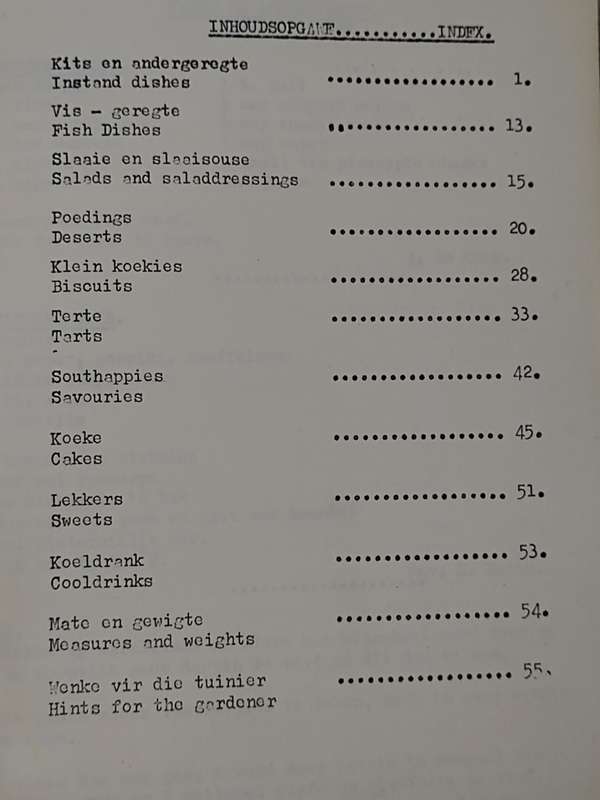 INHOUDSOPGAWE............INDEX.
Kits en andergeregte
Instand dishes .................. 1.
Vis - geregte
Fish Dishes .................. 13.
Slaaie en slaaisouse
Salads and saladdressings .................. 15.
Poedings
Deserts .................. 20.
Klein koekies
Biscuits .................. 28.
Terte .................. 33.
Tarts
Southappies .................. 42.
Savouries
Koeke .................. 45.
Cakes
Lekkers .................. 51.
Sweets
Koeldrank .................. 53.
Cooldrinks
Mate en gewigte .................. 54.
Measures and weights
Wenke vir die tuinier .................. 55.
Hints for the gardener